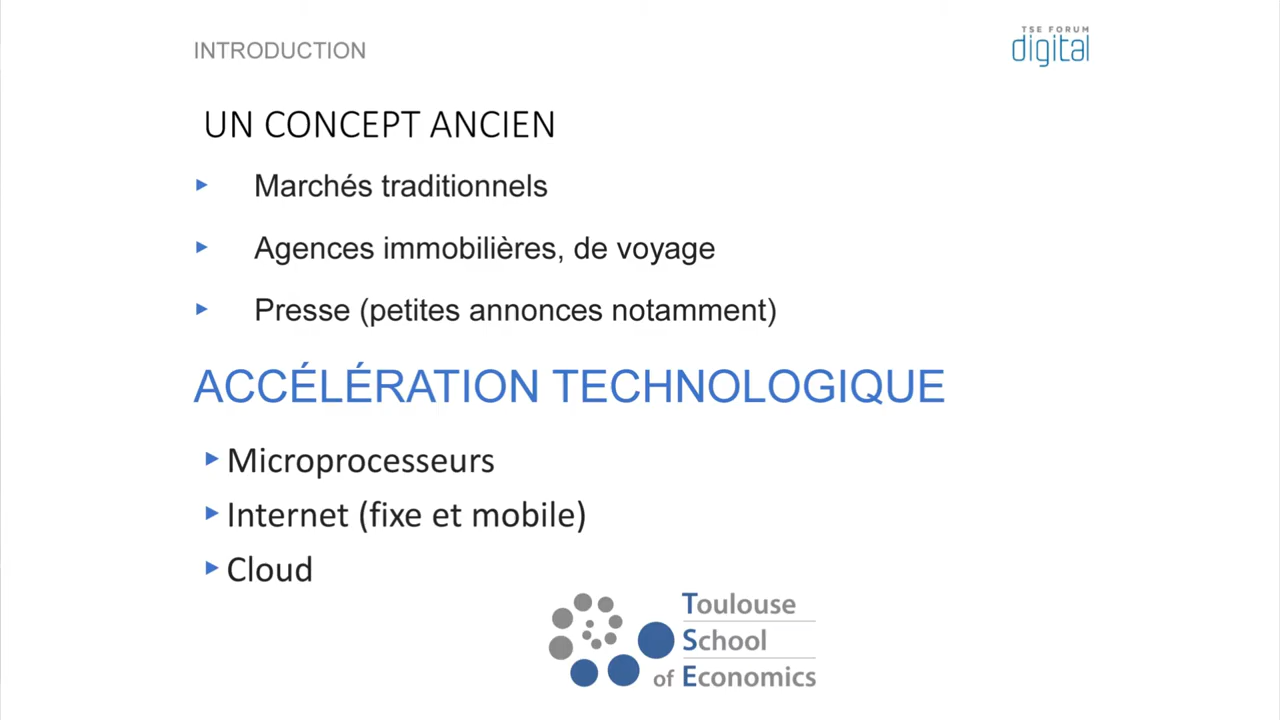 INTRODUCTION
TSE FORUM
digital
UN CONCEPT ANCIEN
Marchés traditionnels
Agences immobilières, de voyage
Presse (petites annonces notamment)
ACCÉLÉRATION TECHNOLOGIQUE
Microprocesseurs
Internet (fixe et mobile)
Cloud
Toulouse
School
of Economics